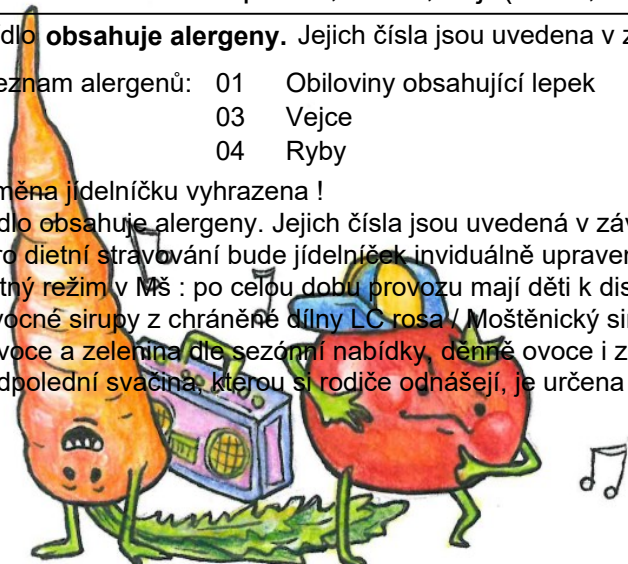 dlo obsahuje alergeny. Jejich čísla jsou uvedena v z
eznam alergenů: 01 Obiloviny obsahující lepek
03 Vejce
04 Ryby
měna jídelníčku vyhrazena !
dlo obsahuje alergeny. Jejich čísla jsou uvedená v záv
ro dietní stravování bude jídelníček inviduálně upraven
tný režim v Mš : po celou dobu provozu mají děti k dis
vocné sirupy z chráněné dílny LC rosa / Moštěnický sir
voce a zelenina dle sezónní nabídky, denně ovoce i z
dpolední svačina, kterou si rodiče odnášejí, je určena